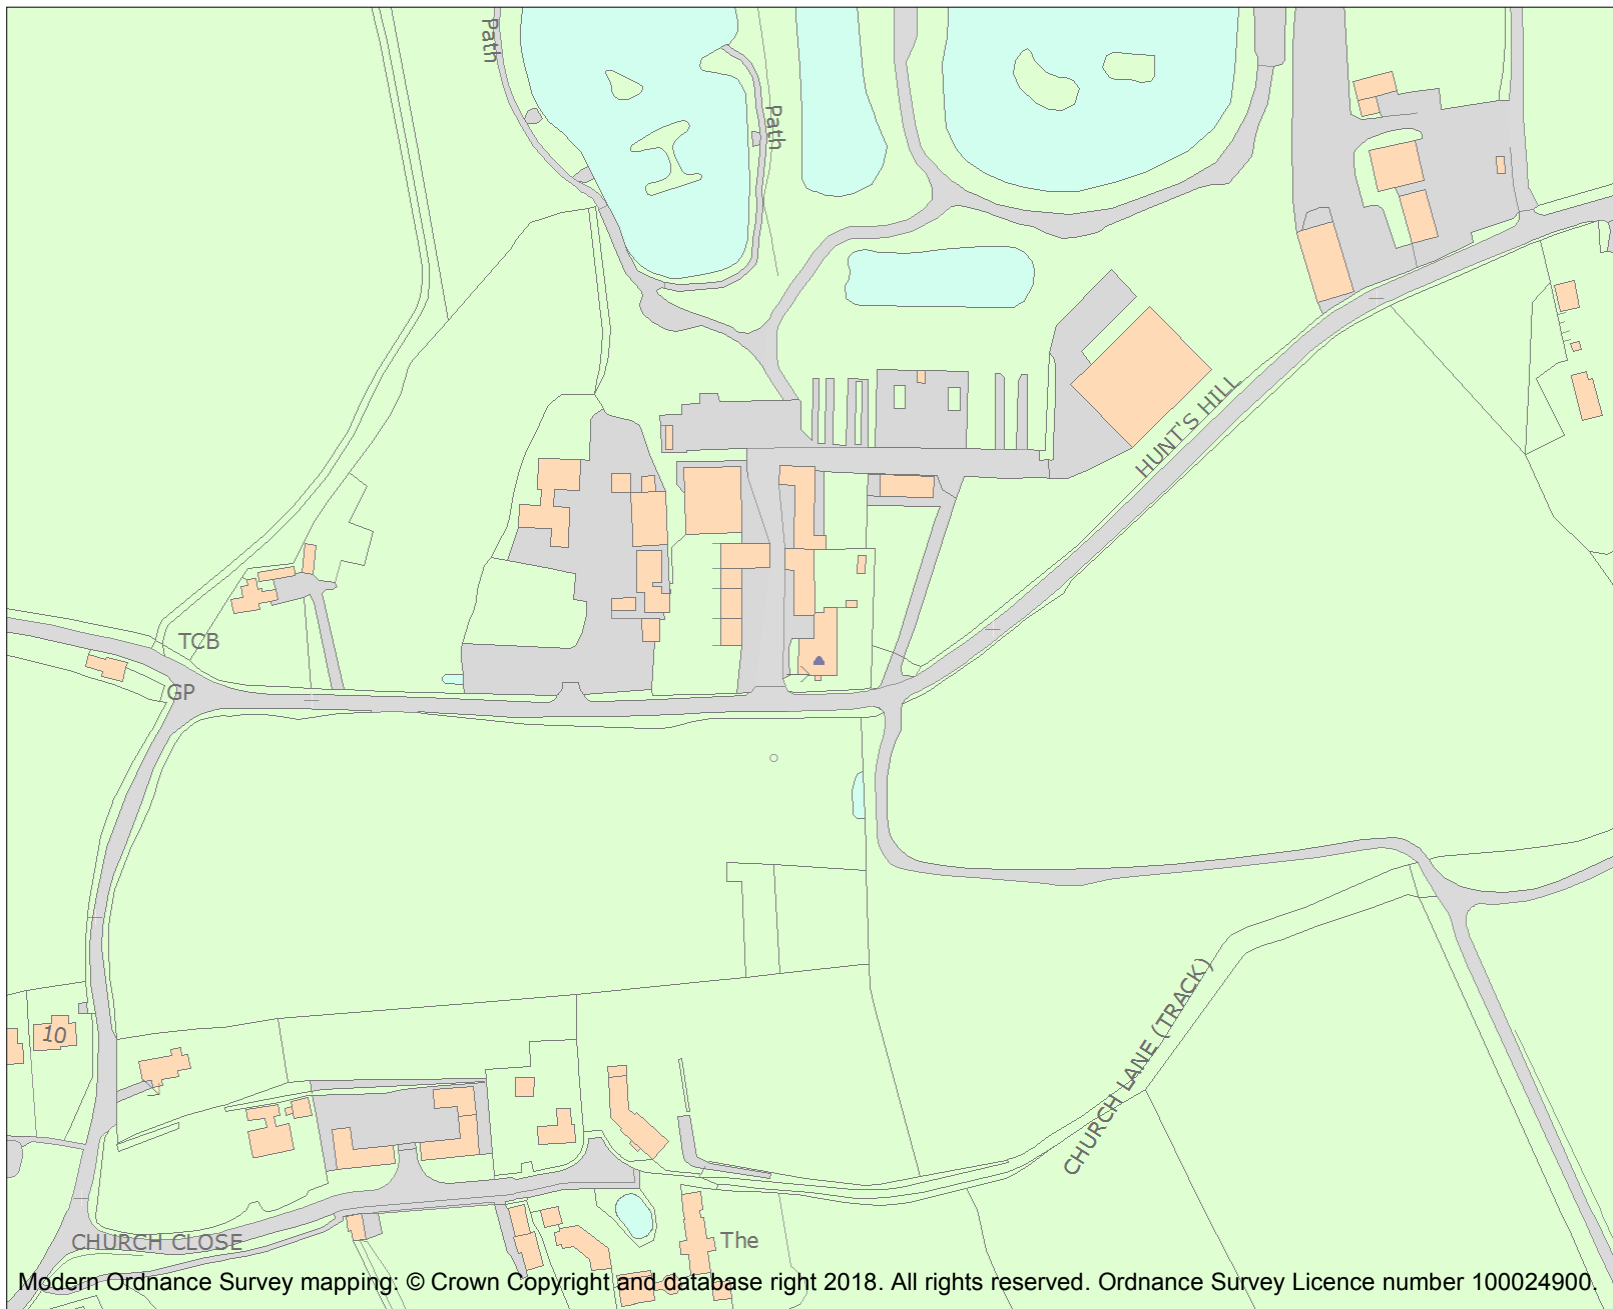 Path
Path
HUNT'S HILL
TCB
GP
CHURCH LANE (TRACK)
10
The
CHURCH CLOSE
Modern Ordnance Survey mapping: © Crown Copyright and database right 2018. All rights reserved. Ordnance Survey Licence number 100024900.